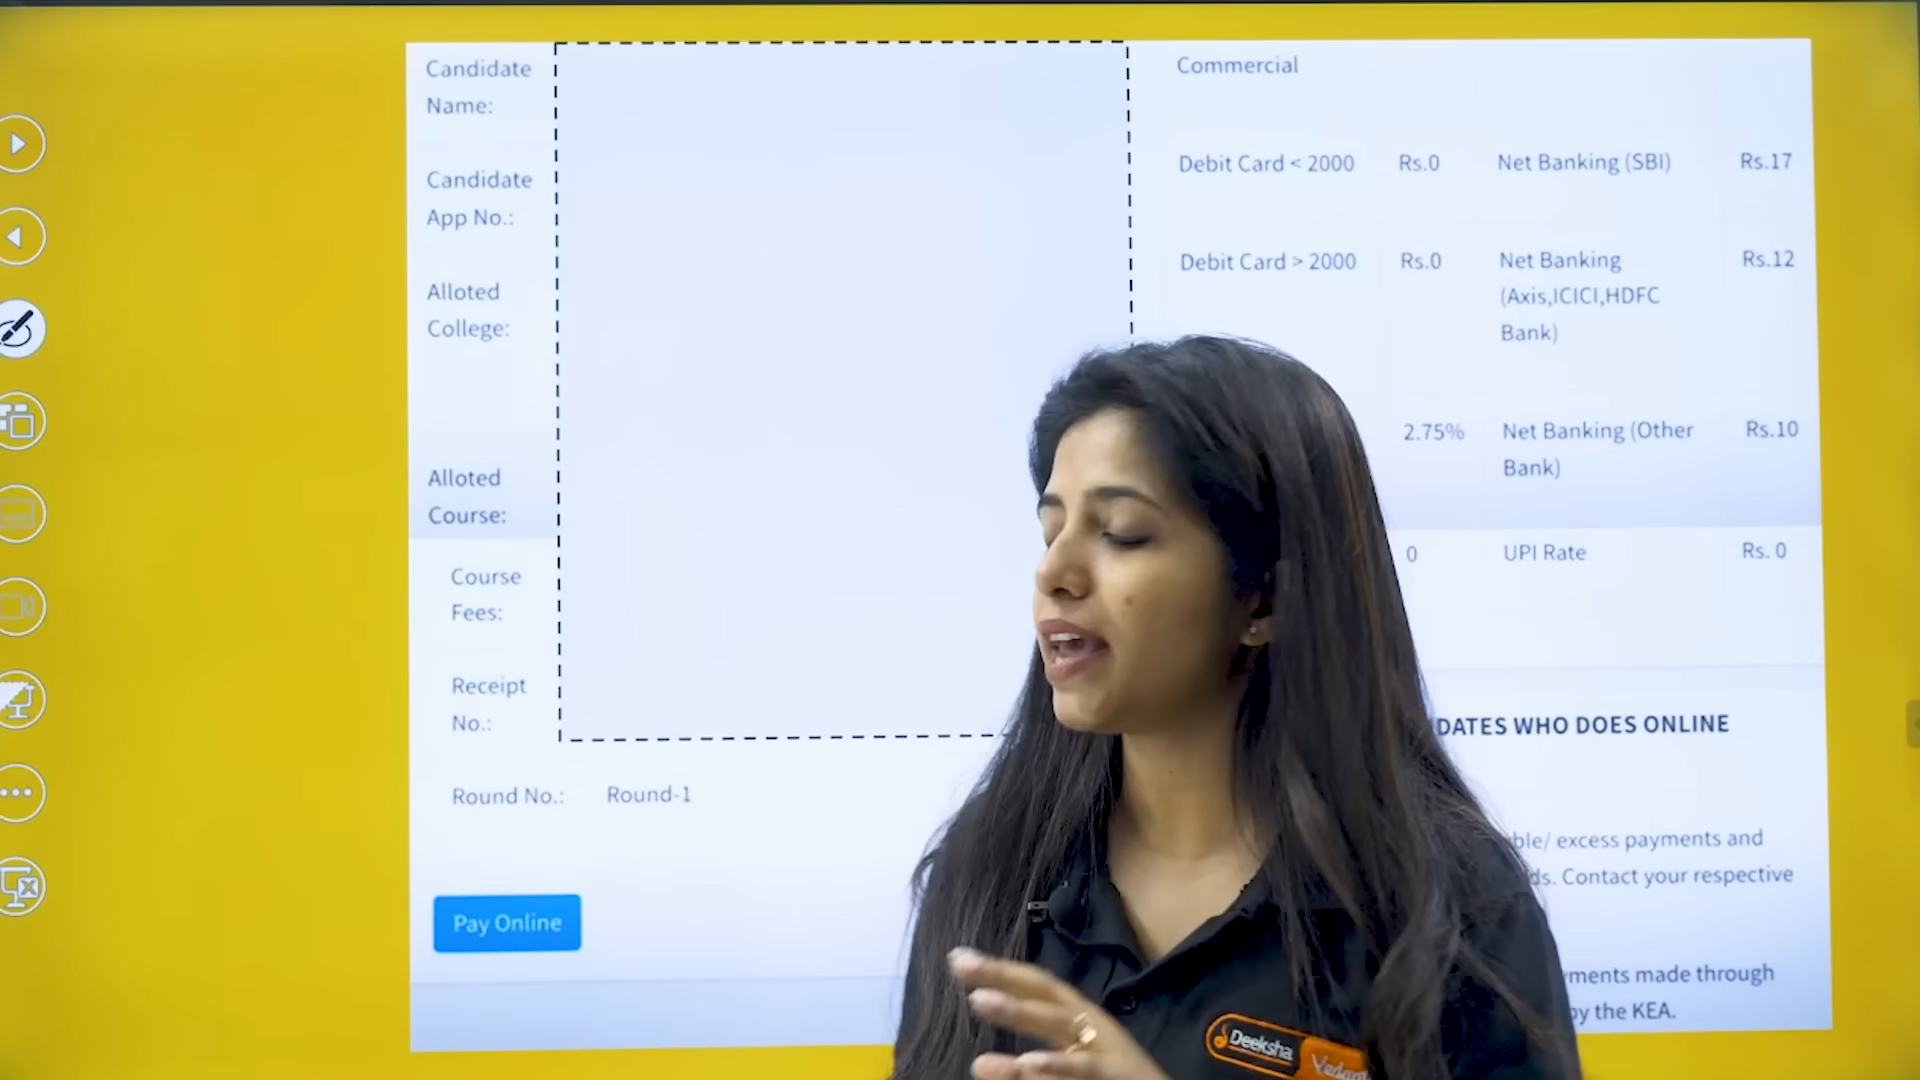 Candidate
Name:
Candidate
App No.:
Alloted
College:
Alloted
Course:
Course
Fees:
Receipt
No.:
Round No.: Round-1
Pay Online
Commercial
Debit Card < 2000 Rs.0 Net Banking (SBI) Rs.17
Debit Card > 2000 Rs.0 Net Banking Rs.12
(Axis,ICICI,HDFC
Bank)
2.75% Net Banking (Other Rs.10
Bank)
0 UPI Rate Rs. 0
DATES WHO DOES ONLINE
ble/ excess payments and
ds. Contact your respective
ments made through
by the KEA.
Deeksha